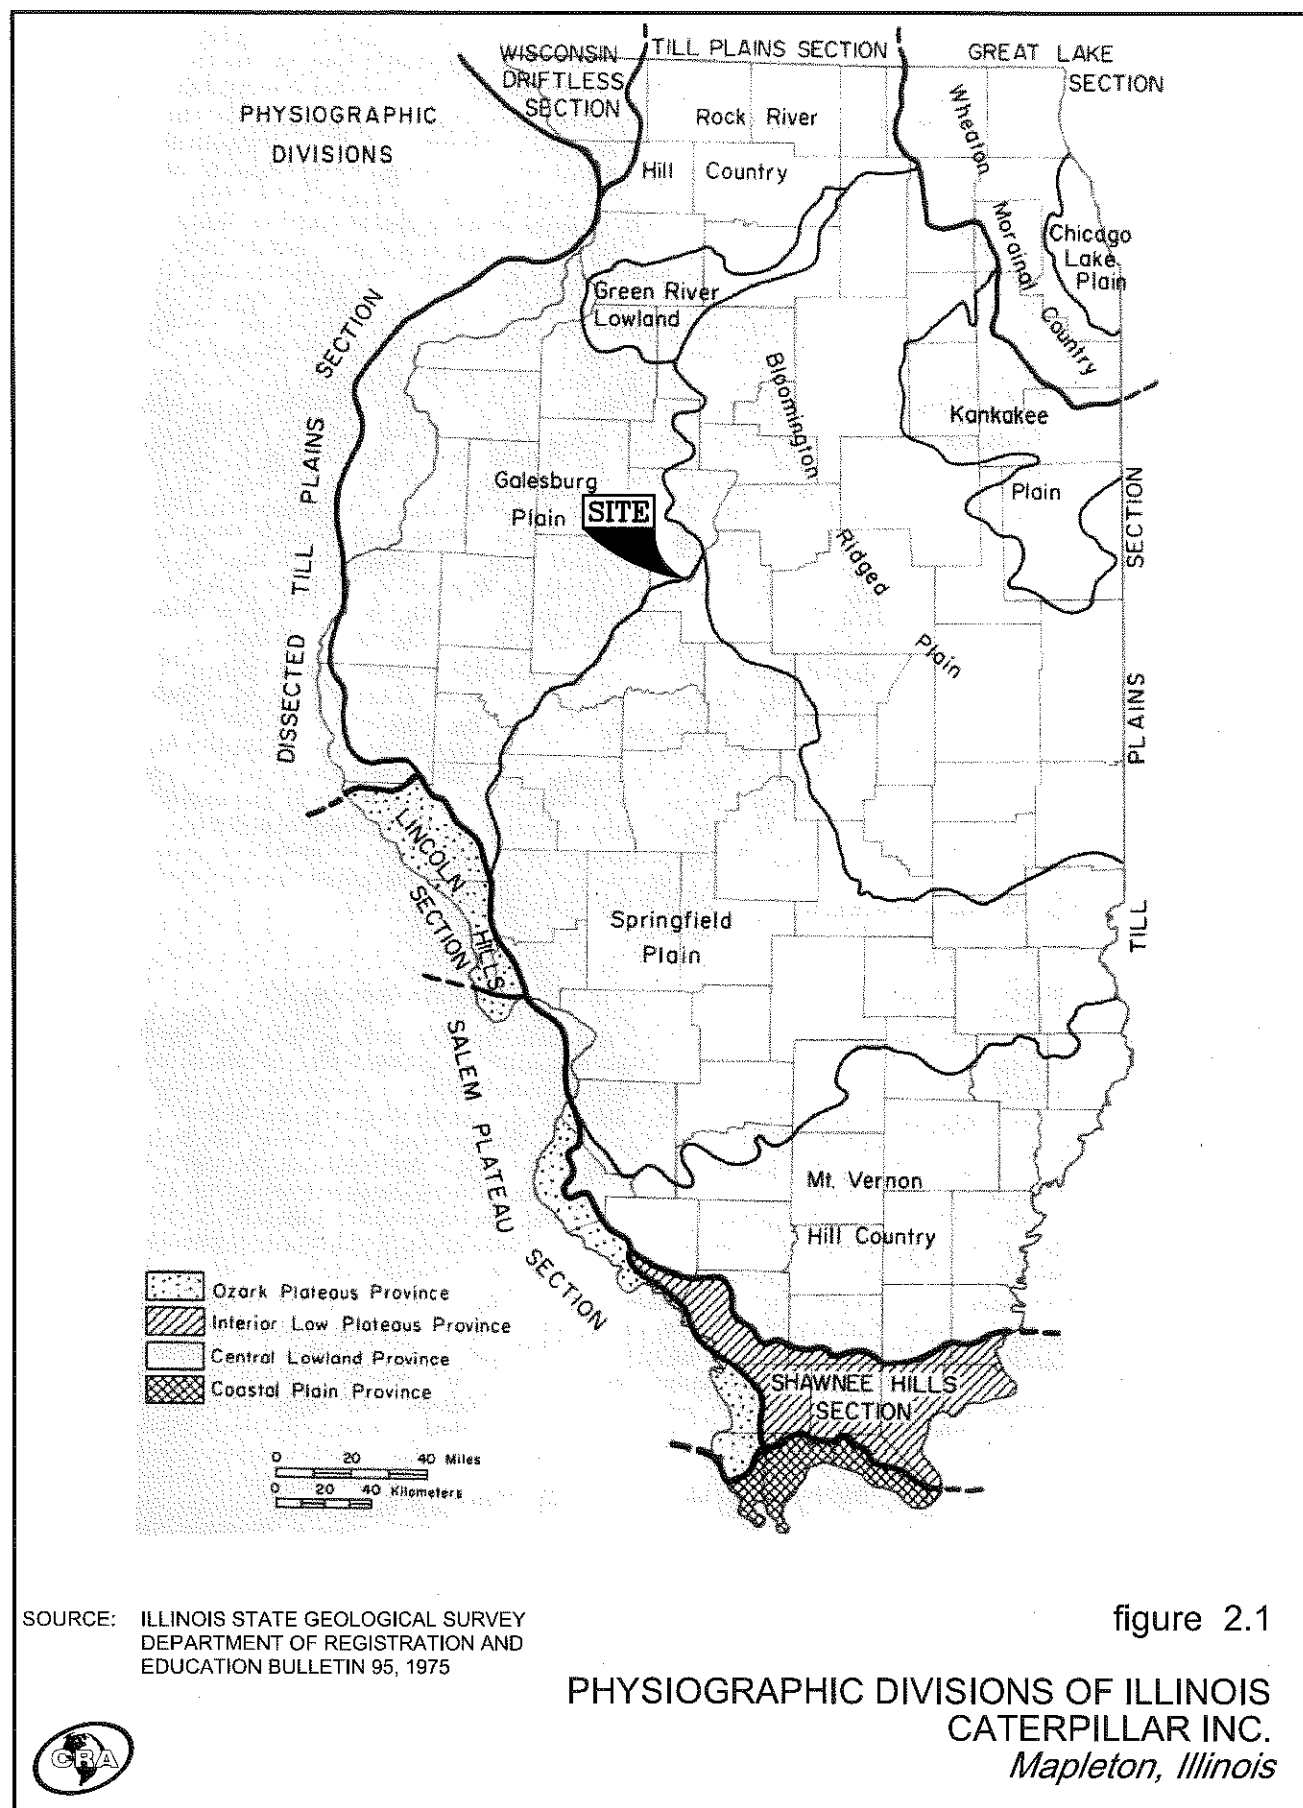 PHYSIOGRAPHIC
DIVISIONS
WISCONSIN
DRIFTLESS
SECTION
TILL PLAINS SECTION
GREAT LAKE
SECTION
Rock River
Hill Country
Wheaton
Morainal
Country
Chicago
Lake
Plain
Green River
Lowland
DISSECTED TILL PLAINS SECTION
Bloomington
Ridged
Plain
Kankakee
Plain
Galesburg
Plain
SITE
TILL PLAINS SECTION
LINCOLN
HILLS
SECTION
Springfield
Plain
SALEM PLATEAU SECTION
Mt. Vernon
Hill Country
SHAWNEE HILLS
SECTION
Ozark Plateaus Province
Interior Low Plateaus Province
Central Lowland Province
Coastal Plain Province
0 20 40 Miles
0 20 40 Kilometers
SOURCE: ILLINOIS STATE GEOLOGICAL SURVEY
DEPARTMENT OF REGISTRATION AND
EDUCATION BULLETIN 95, 1975
figure 2.1
PHYSIOGRAPHIC DIVISIONS OF ILLINOIS
CATERPILLAR INC.
Mapleton, Illinois
CRA